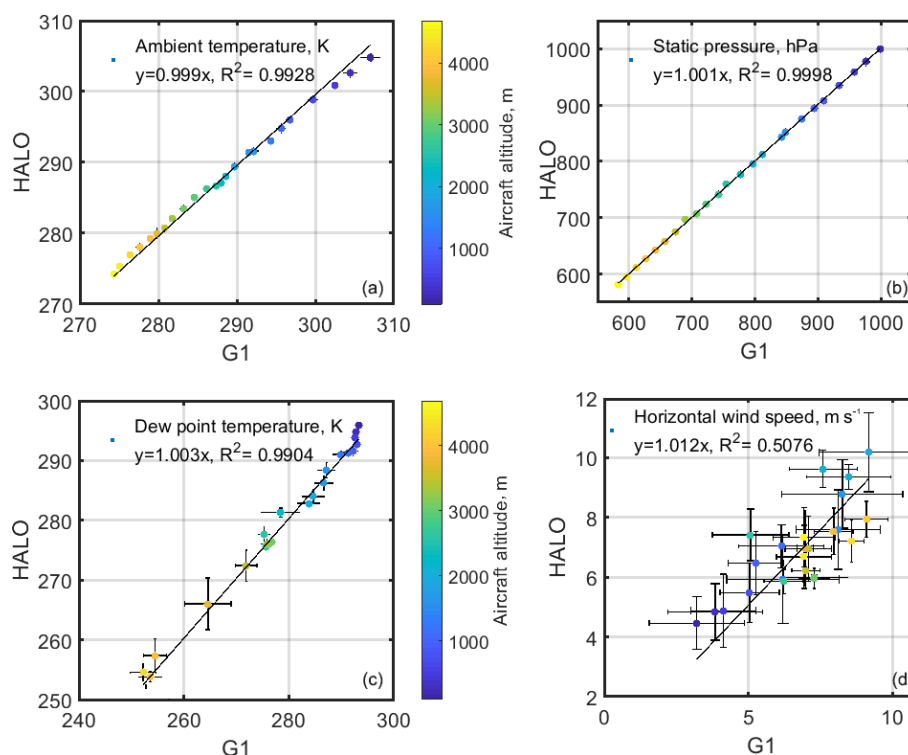 310
300
290
280
270
HALO
Ambient temperature, K
y=0.999x, R²= 0.9928
(a)
270 280 290 300 310
G1
4000
3000
2000
1000
Aircraft altitude, m
1000
900
800
700
600
HALO
Static pressure, hPa
y=1.001x, R²= 0.9998
(b)
600 700 800 900 1000
G1
300
290
280
270
260
250
HALO
Dew point temperature, K
y=1.003x, R²= 0.9904
(c)
240 260 280 300
G1
4000
3000
2000
1000
Aircraft altitude, m
12
10
8
6
4
2
HALO
Horizontal wind speed, m s⁻¹
y=1.012x, R²= 0.5076
(d
0 5 10
G1